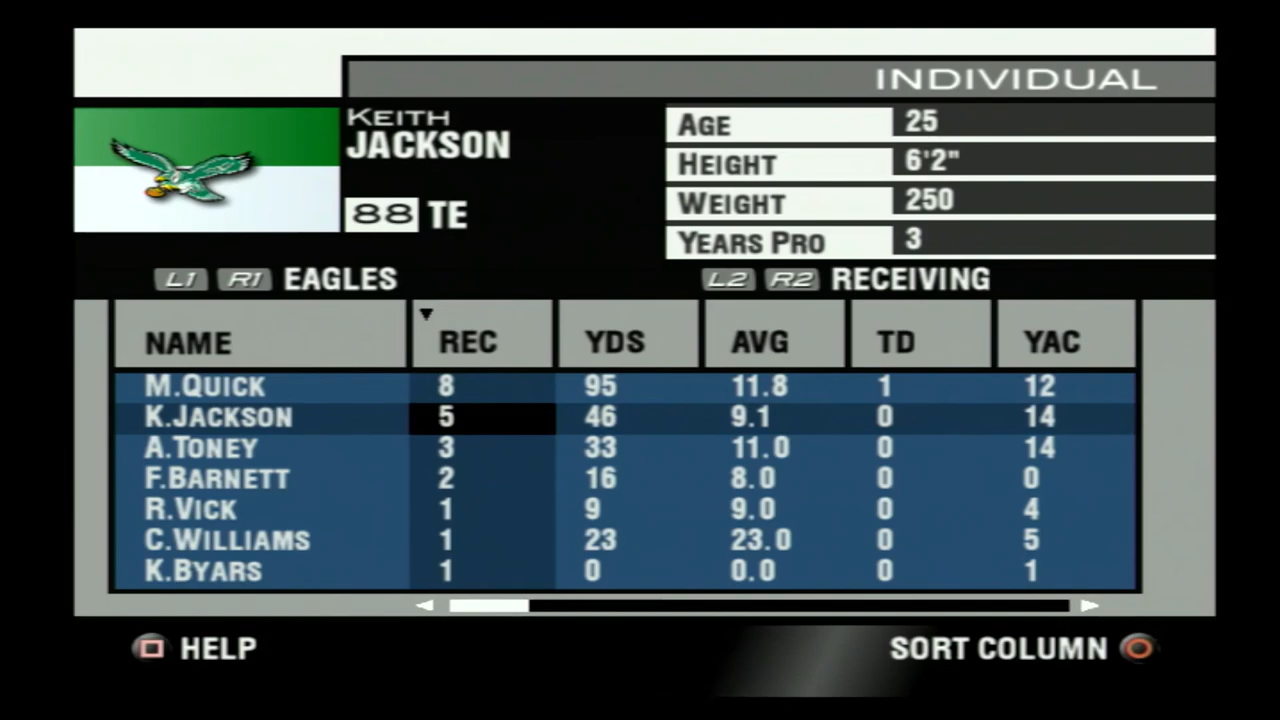 INDIVIDUAL
KEITH
JACKSON
88 TE
AGE 25
HEIGHT 6'2"
WEIGHT 250
YEARS PRO 3
L1 R1 EAGLES
L2 R2 RECEIVING
NAME REC YDS AVG TD YAC
M.QUICK 8 95 11.8 1 12
K.JACKSON 5 46 9.1 0 14
A.TONEY 3 33 11.0 0 14
F.BARNETT 2 16 8.0 0 0
R.VICK 1 9 9.0 0 4
C.WILLIAMS 1 23 23.0 0 5
K.BYARS 1 0 0.0 0 1
HELP
SORT COLUMN